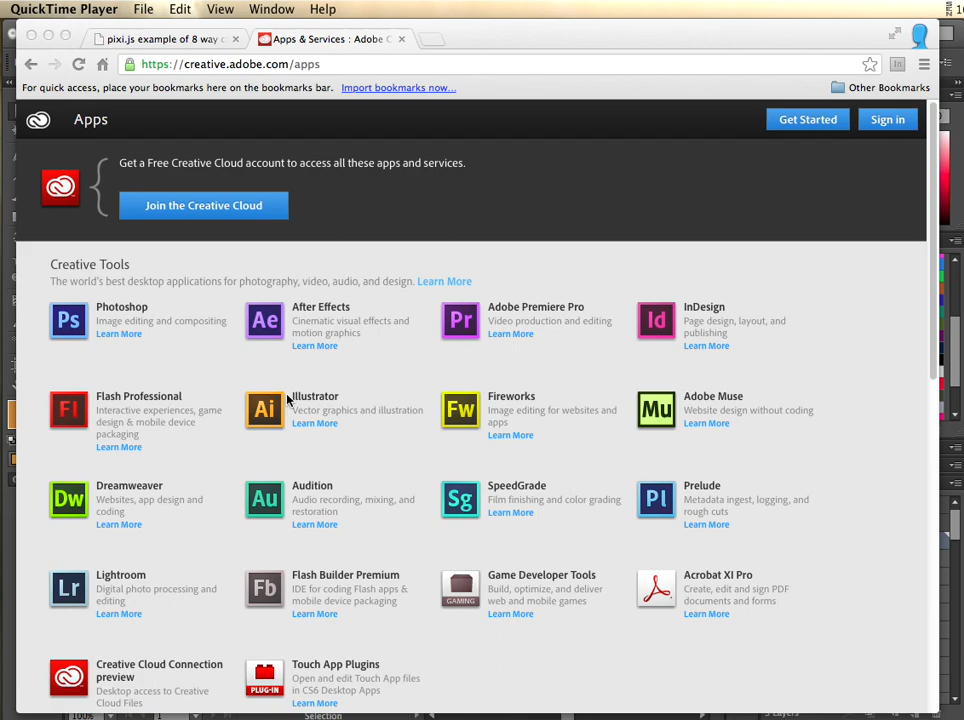 QuickTime Player File Edit View Window Help
pixi.js example of 8 way c
Apps & Services : Adobe C
https://creative.adobe.com/apps
For quick access, place your bookmarks here on the bookmarks bar. Import bookmarks now... Other Bookmarks
Apps Get Started Sign in
Get a Free Creative Cloud account to access all these apps and services.
Join the Creative Cloud
Creative Tools
The world's best desktop applications for photography, video, audio, and design. Learn More
Ps
Photoshop
Image editing and compositing
Learn More
Ae
After Effects
Cinematic visual effects and
motion graphics
Learn More
Pr
Adobe Premiere Pro
Video production and editing
Learn More
Id
InDesign
Page design, layout, and
publishing
Learn More
Fl
Flash Professional
Interactive experiences, game
design & mobile device
packaging
Learn More
Ai
Illustrator
Vector graphics and illustration
Learn More
Fw
Fireworks
Image editing for websites and
apps
Learn More
Mu
Adobe Muse
Website design without coding
Learn More
Dw
Dreamweaver
Websites, app design and
coding
Learn More
Au
Audition
Audio recording, mixing, and
restoration
Learn More
Sg
SpeedGrade
Film finishing and color grading
Learn More
Pl
Prelude
Metadata ingest, logging, and
rough cuts
Learn More
Lr
Lightroom
Digital photo processing and
editing
Learn More
Fb
Flash Builder Premium
IDE for coding Flash apps &
mobile device packaging
Learn More
GAMING
Game Developer Tools
Build, optimize, and deliver
web and mobile games
Learn More
Acrobat XI Pro
Create, edit and sign PDF
documents and forms
Learn More
Creative Cloud Connection
preview
Desktop access to Creative
Cloud Files
PLUG-IN
Touch App Plugins
Open and edit Touch App files
in CS6 Desktop Apps
Learn More
100% 1 Selection